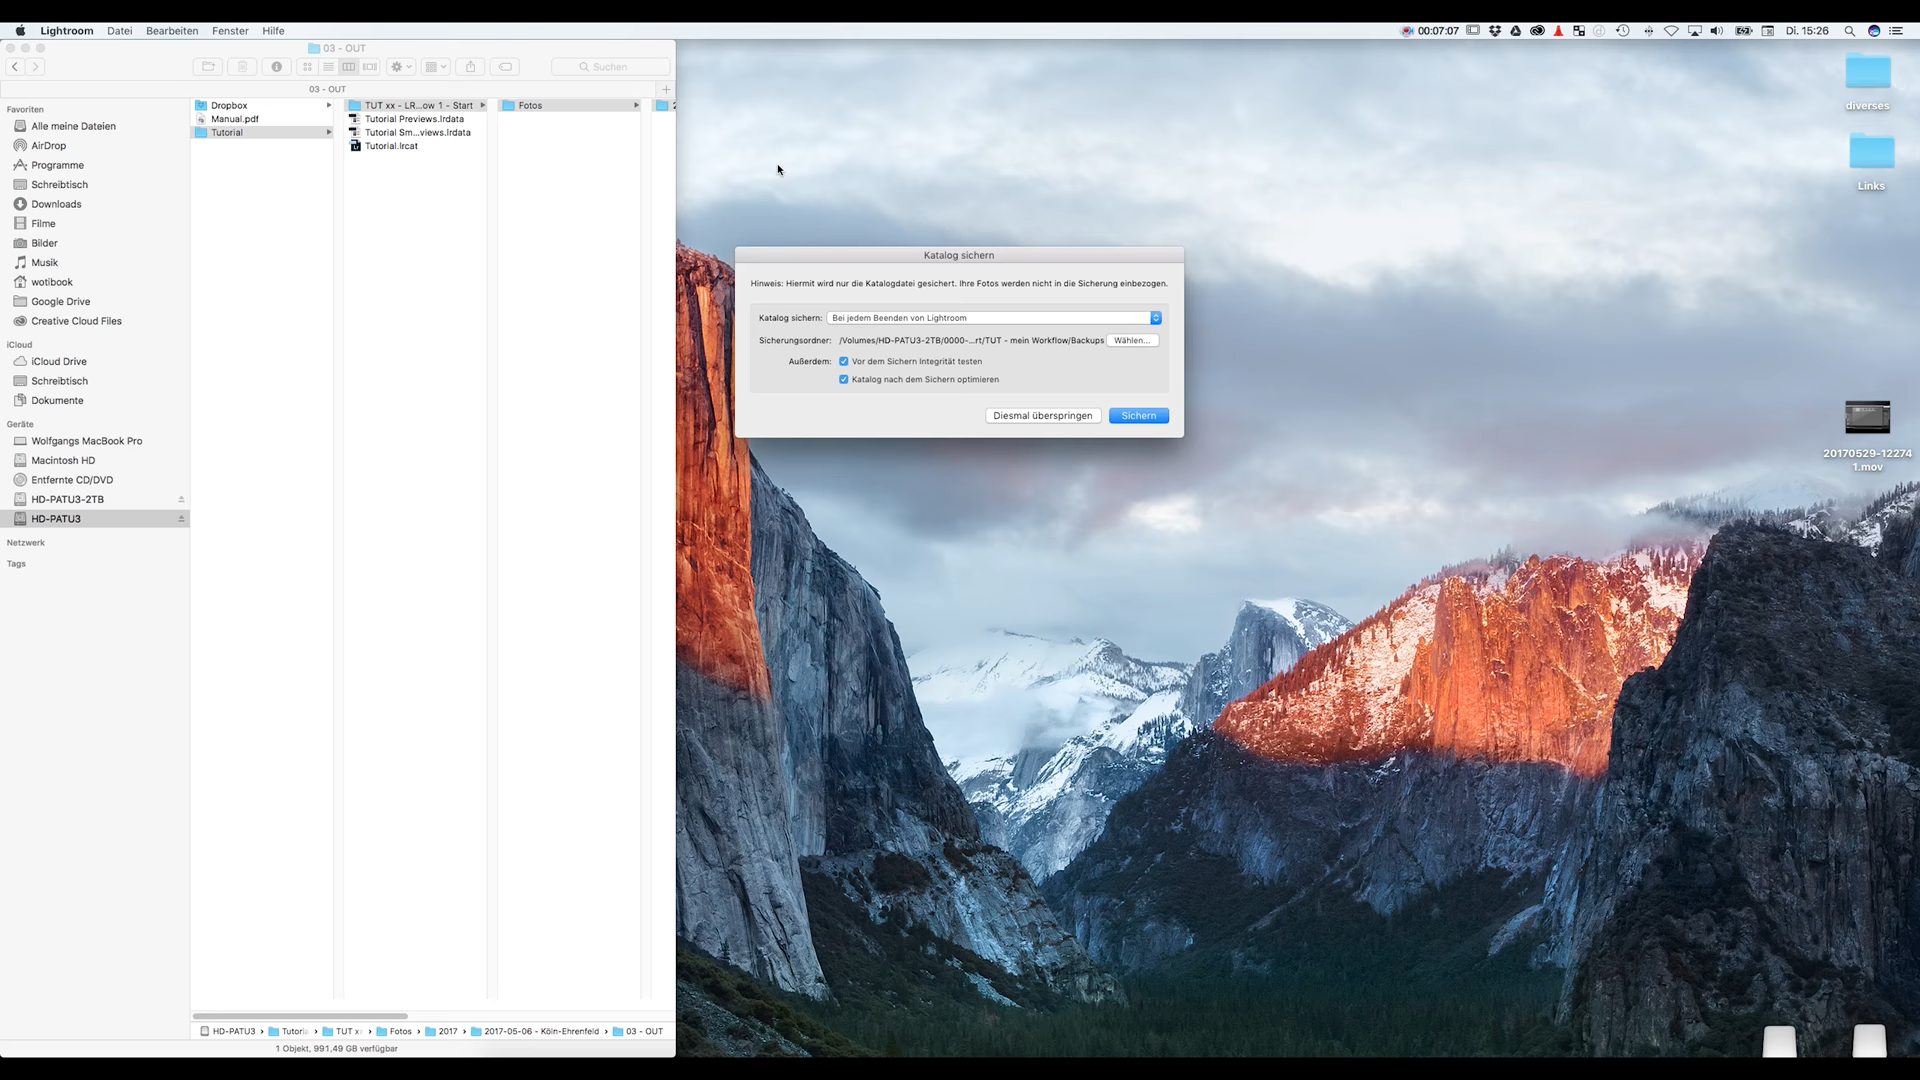 Lightroom Datei Bearbeiten Fenster Hilfe
00:07:07 Di. 15:26
03 - OUT
Suchen
03 - OUT
Favoriten
Alle meine Dateien
AirDrop
Programme
Schreibtisch
Downloads
Filme
Bilder
Musik
wotibook
Google Drive
Creative Cloud Files
iCloud
iCloud Drive
Schreibtisch
Dokumente
Geräte
Wolfgangs MacBook Pro
Macintosh HD
Entfernte CD/DVD
HD-PATU3-2TB
HD-PATU3
Netzwerk
Tags
Dropbox
Manual.pdf
Tutorial
TUT xx - LR...ow 1 - Start
Tutorial Previews.lrdata
Tutorial Sm...views.lrdata
Tutorial.lrcat
Fotos
HD-PATU3 › Tutoria › TUT x › Fotos › 2017 › 2017-05-06 - Köln-Ehrenfeld › 03 - OUT
1 Objekt, 991,49 GB verfügbar
Katalog sichern
Hinweis: Hiermit wird nur die Katalogdatei gesichert. Ihre Fotos werden nicht in die Sicherung einbezogen.
Katalog sichern: Bei jedem Beenden von Lightroom
Sicherungsordner: /Volumes/HD-PATU3-2TB/0000-...rt/TUT - mein Workflow/Backups Wählen...
Außerdem: Vor dem Sichern Integrität testen
Katalog nach dem Sichern optimieren
Diesmal überspringen Sichern
diverses
Links
20170529-12274
1.mov